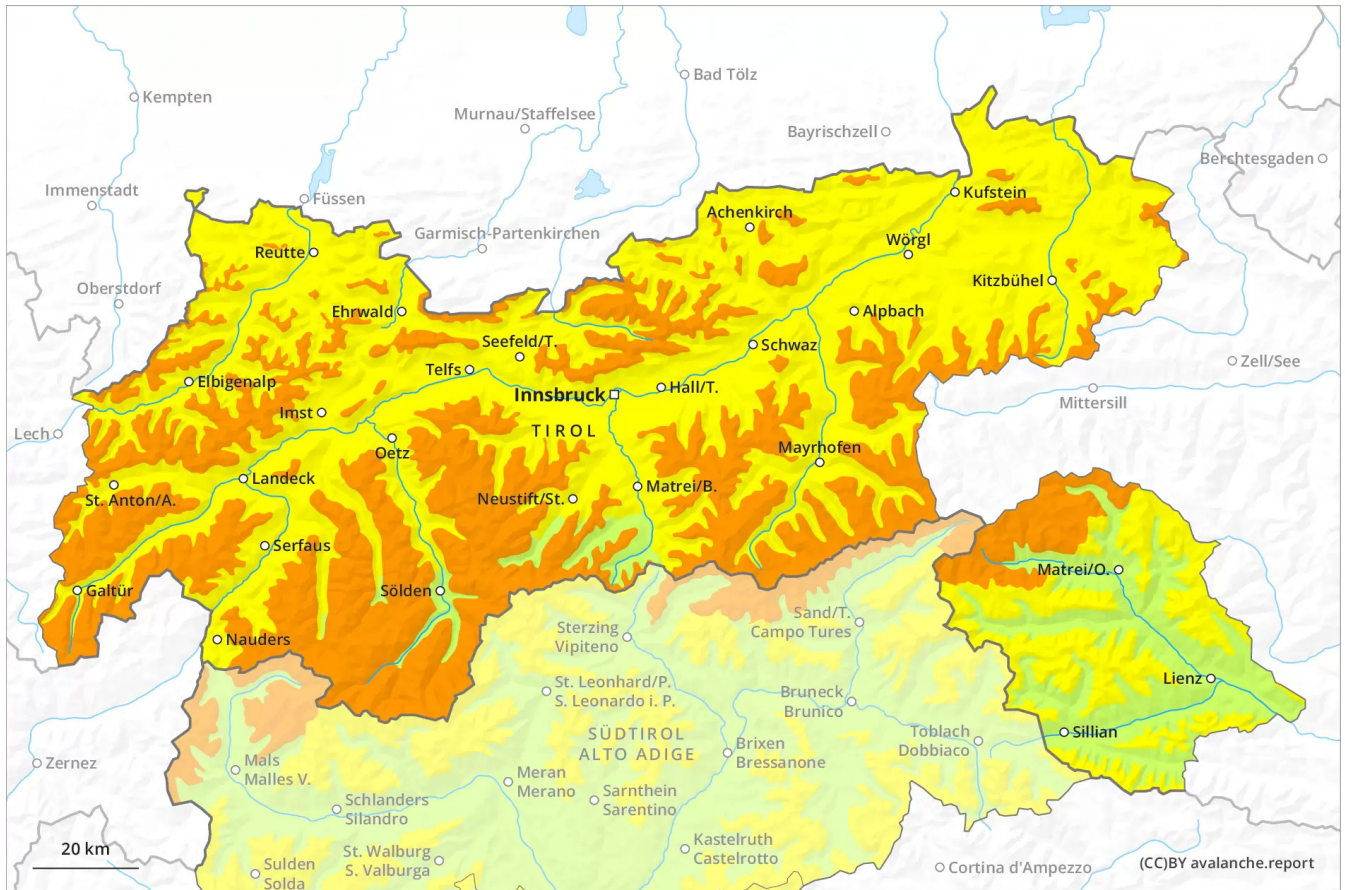 Bad Tölz
Kempten
Murnau/Staffelsee
Bayrischzell
Berchtesgaden
Immenstadt
Füssen
Kufstein
Achenkirch
Garmisch-Partenkirchen
Reutte
Wörgl
Oberstdorf
Kitzbühel
Ehrwald
Alpbach
Seefeld/T.
Schwaz
Zell/See
Telfs
Elbigenalp
Innsbruck
Hall/T.
Mittersill
Imst
TIROL
Lech
Oetz
Mayrhofen
Landeck
St. Anton/A.
Matrei/B.
Neustift/St.
Serfaus
Matrei/O.
Galtür
Sölden
Sand/T.
Campo Tures
Sterzing
Vipiteno
Nauders
Lienz
St. Leonhard/P.
S. Leonardo i. P.
Bruneck
Brunico
SÜDTIROL
ALTO ADIGE
Toblach
Dobbiaco
Sillian
Brixen
Bressanone
Zernez
Mals
Malles V.
Meran
Merano
Sarnthein
Sarentino
Schlanders
Silandro
Kastelruth
Castelrotto
20 km
St. Walburg
S. Valburga
Sulden
Solda
Cortina d'Ampezzo
(CC)BY avalanche.report